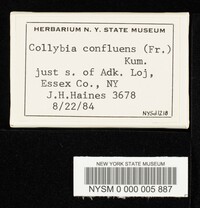 HERBARIUM N. Y. STATE MUSEUM
Collybia confluens (Fr.)
Kum.
just s. of Adk. Loj,
Essex Co., NY
J.H.Haines 3678
8/22/84
NYSd1218
NEW YORK STATE MUSEUM
NYSM 0 000 005 887